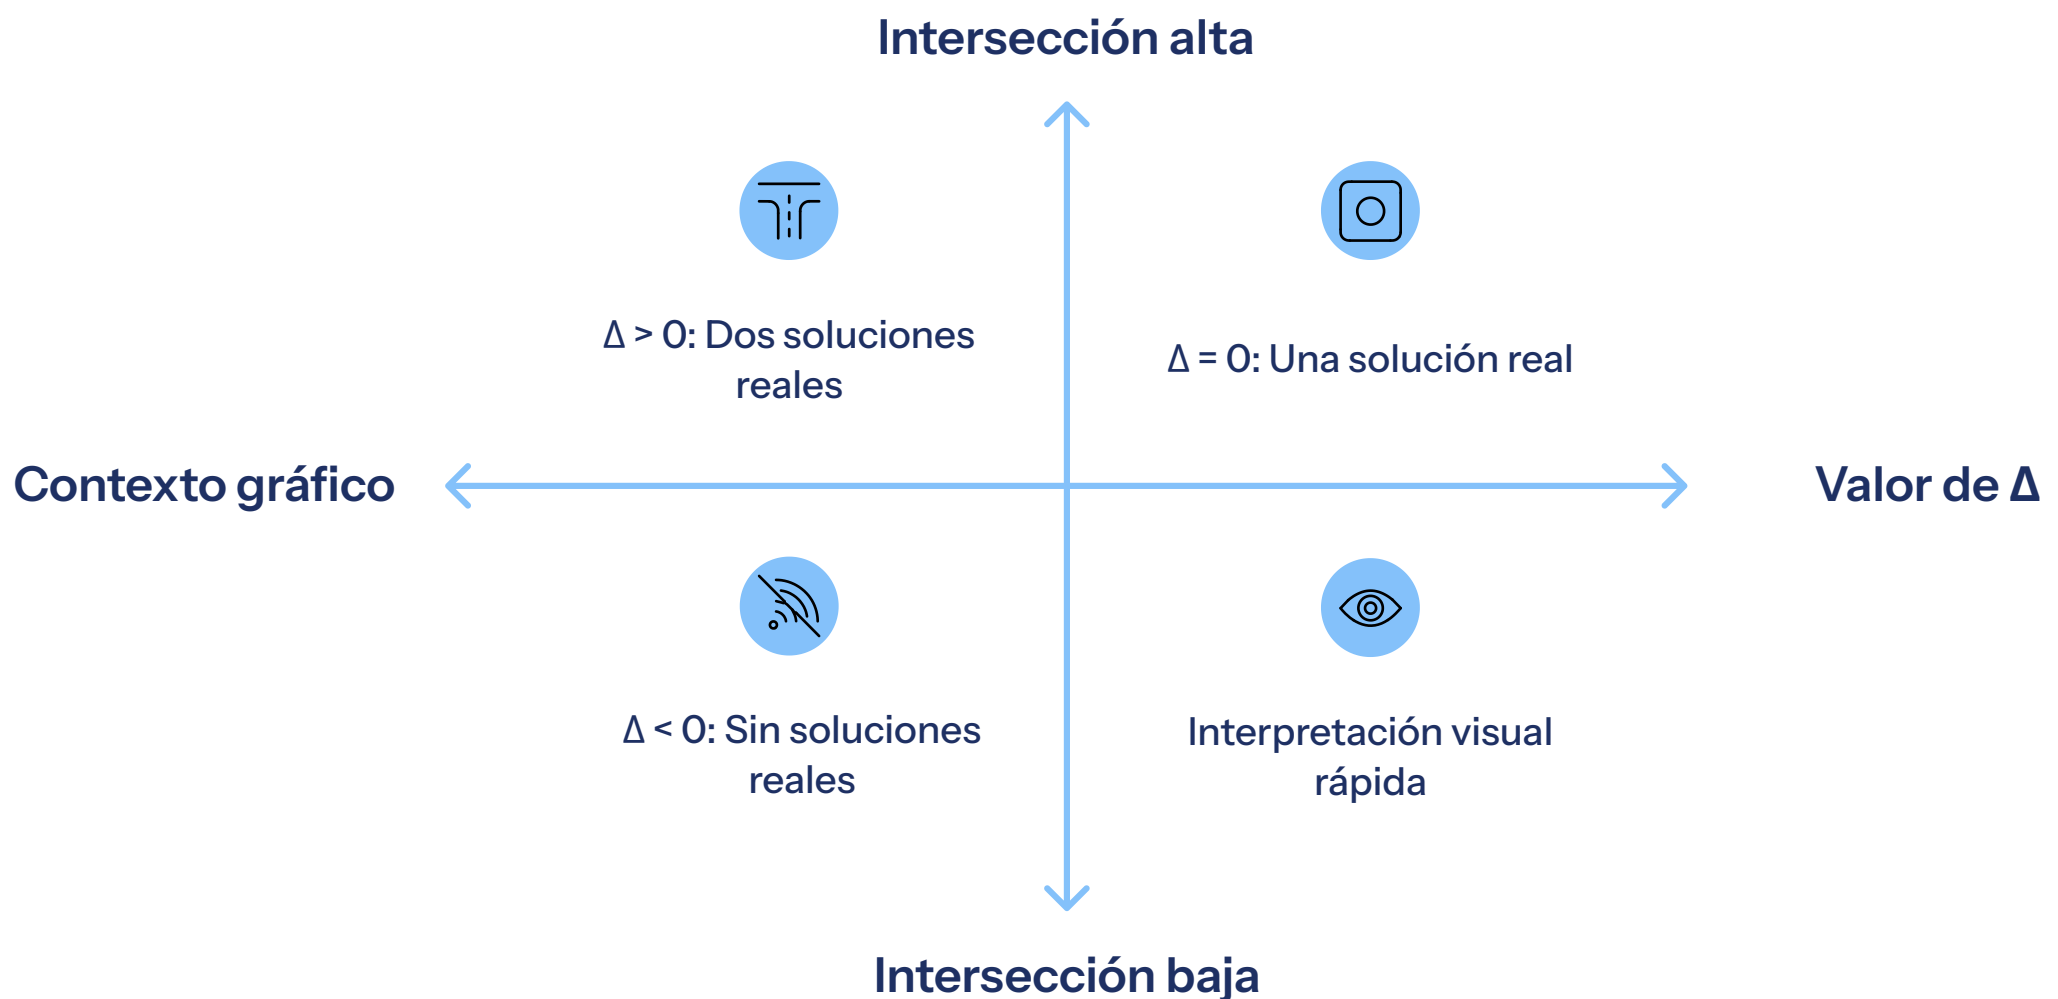 Intersección alta
Δ > 0: Dos soluciones
reales
Δ = 0: Una solución real
Contexto gráfico
Valor de Δ
Δ < 0: Sin soluciones
reales
Interpretación visual
rápida
Intersección baja